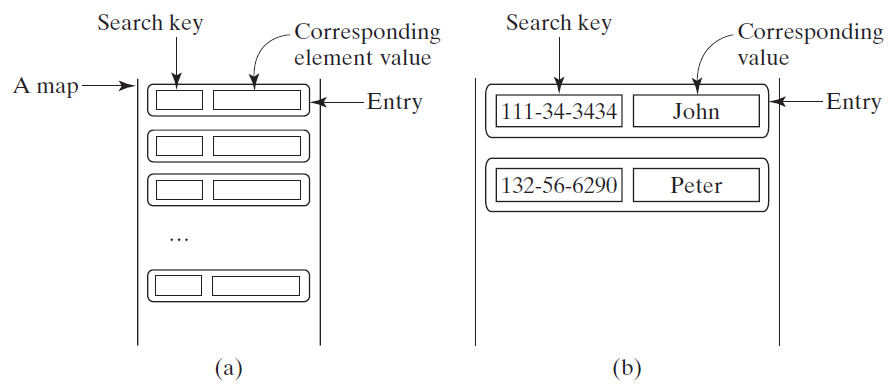 Search key
Corresponding
element value
A map
Entry
...
(a)
Search key
Corresponding
value
111-34-3434 John
Entry
132-56-6290 Peter
(b)